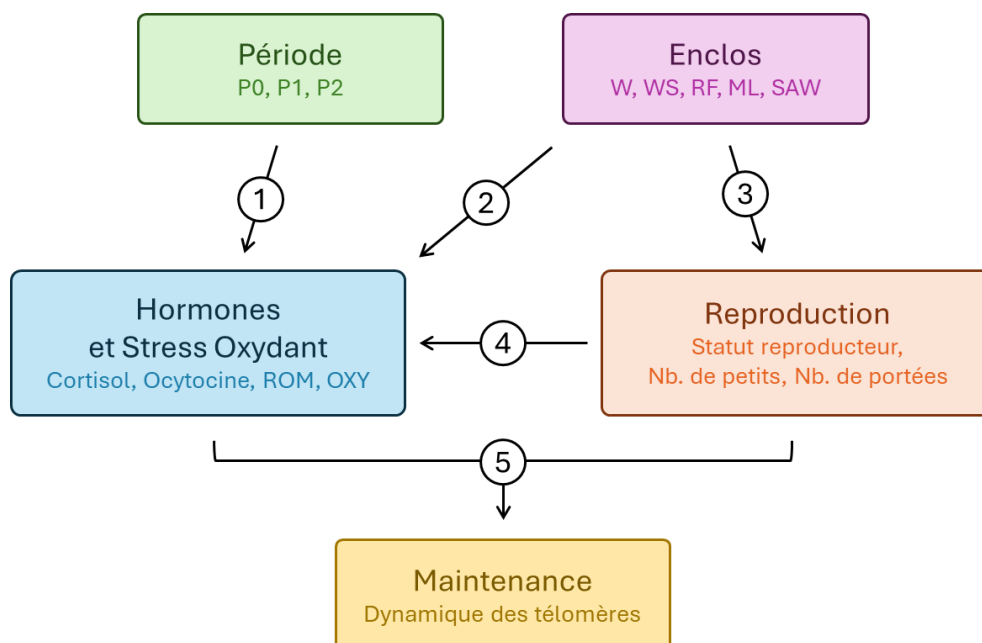 Période
P0, P1, P2
Enclos
W, WS, RF, ML, SAW
1
2
3
Hormones
et Stress Oxydant
Cortisol, Ocytocine, ROM, OXY
4
Reproduction
Statut reproducteur,
Nb. de petits, Nb. de portées
5
Maintenance
Dynamique des télomères